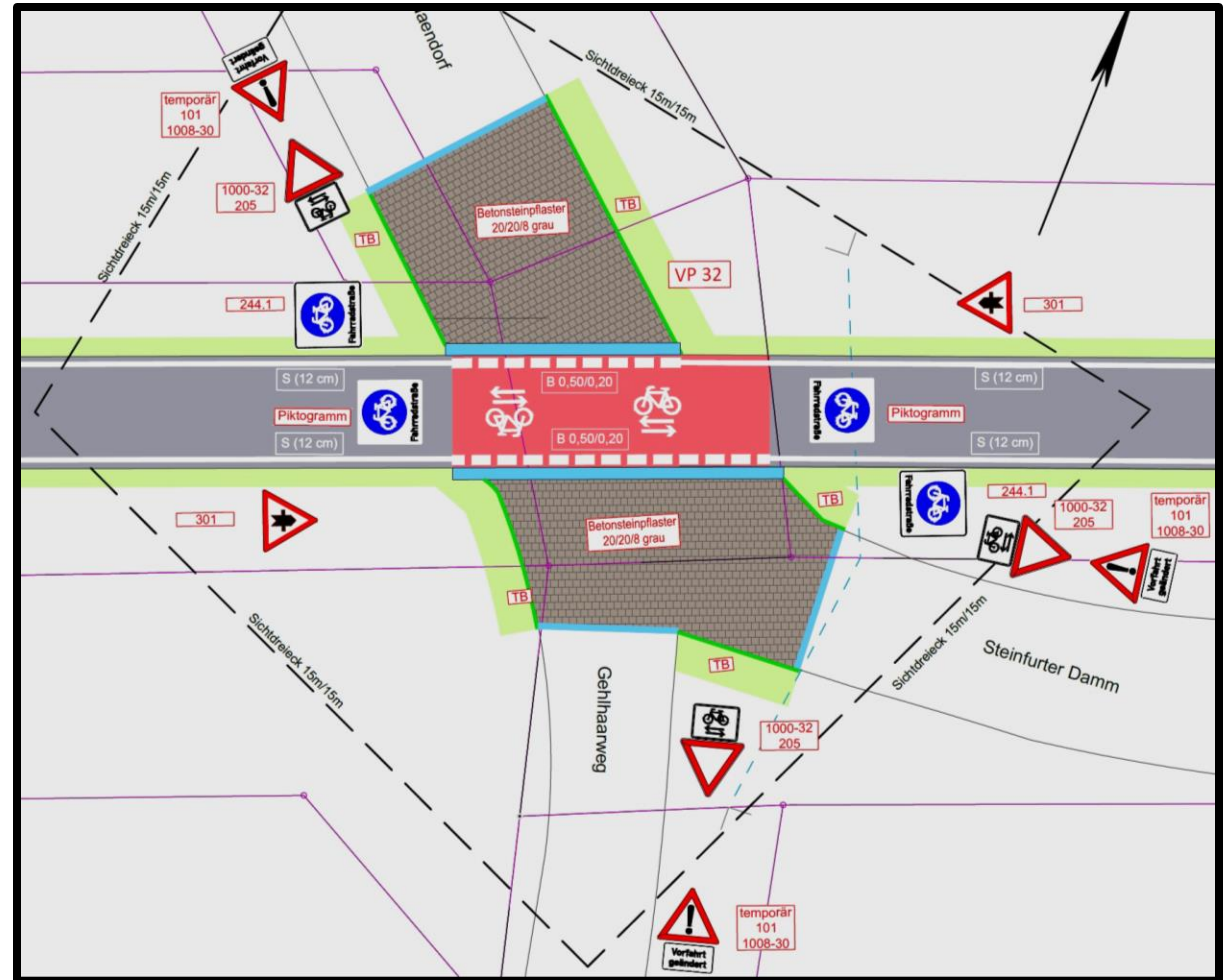 aendorf
Vorfahrt
geändert
temporär
101
1008-30
Sichtdreieck 15m/15m
1000-32
205
Sichtdreieck 15m/15m
TB
TB
Betonsteinpflaster
20/20/8 grau
VP 32
244.1
Fahrradstraße
301
S (12 cm)
B 0,50/0,20
S (12 cm)
Piktogramm
Fahrradstraße
Fahrradstraße
Piktogramm
S (12 cm)
B 0,50/0,20
S (12 cm)
301
Betonsteinpflaster
20/20/8 grau
TB
Fahrradstraße
244.1
1000-32
205
temporär
101
1008-30
Vorfahrt
geändert
TB
Sichtdreieck 15m/15m
Gehlhaarweg
TB
Sichtdreieck 15m/15m
Steinfurter Damm
1000-32
205
temporär
101
1008-30
Vorfahrt
geändert